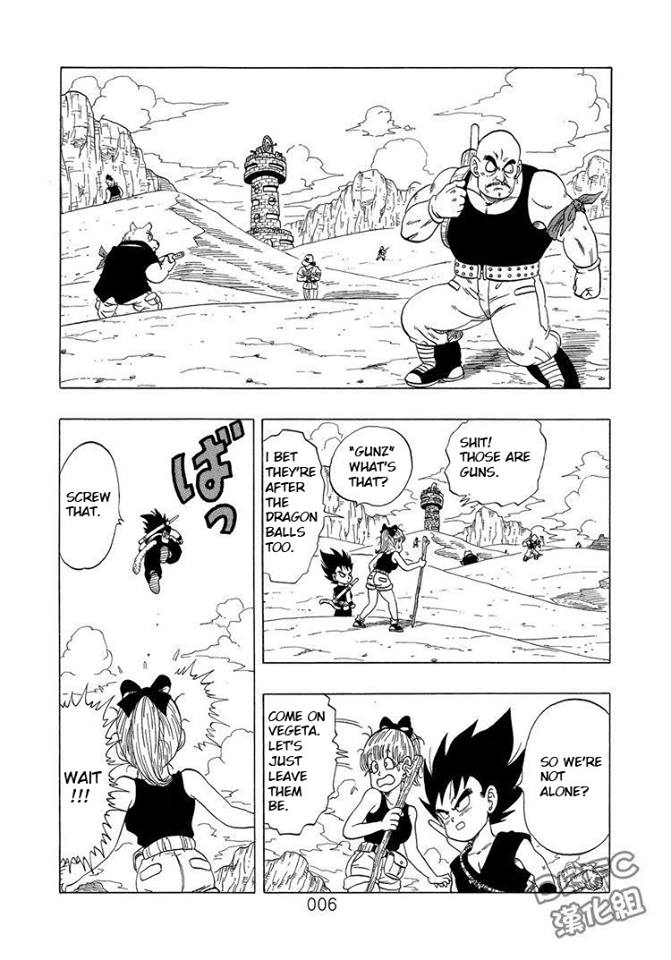 SHIT!
THOSE ARE
GUNS.
"GUNZ"
WHAT'S
THAT?
I BET
THEY'RE
AFTER
THE
DRAGON
BALLS
TOO.
SO WE'RE
NOT
ALONE?
COME ON
VEGETA.
LET'S
JUST
LEAVE
THEM
BE.
SCREW
THAT.
ばっ
WAIT
!!!
006
漢化組